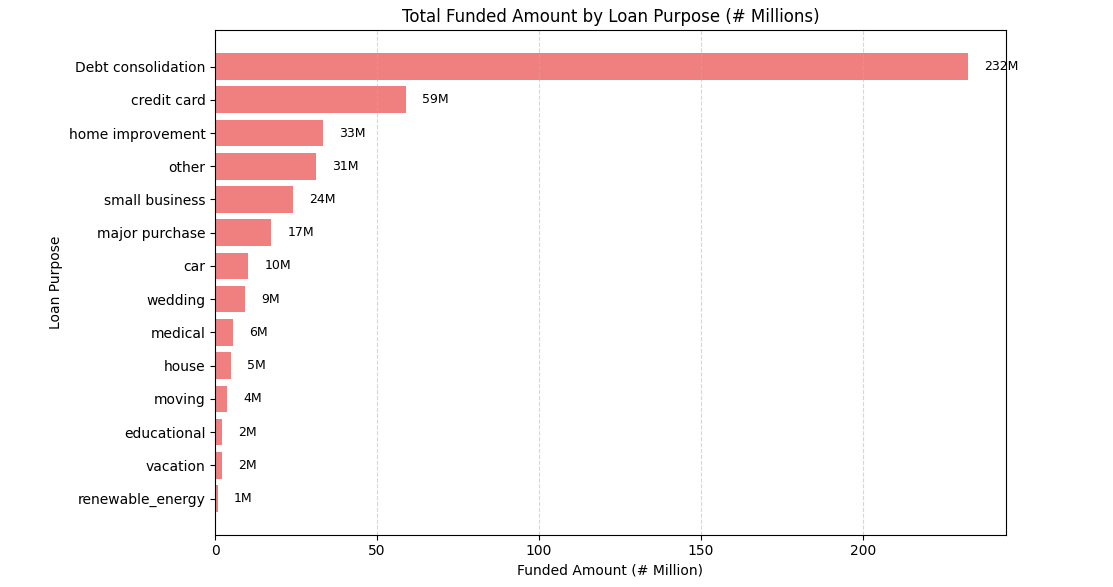 Total Funded Amount by Loan Purpose (# Millions)
Debt consolidation 232M
credit card 59M
home improvement 33M
other 31M
small business 24M
major purchase 17M
car 10M
wedding 9M
medical 6M
house 5M
moving 4M
educational 2M
vacation 2M
renewable_energy 1M
Loan Purpose
0 50 100 150 200
Funded Amount (# Million)